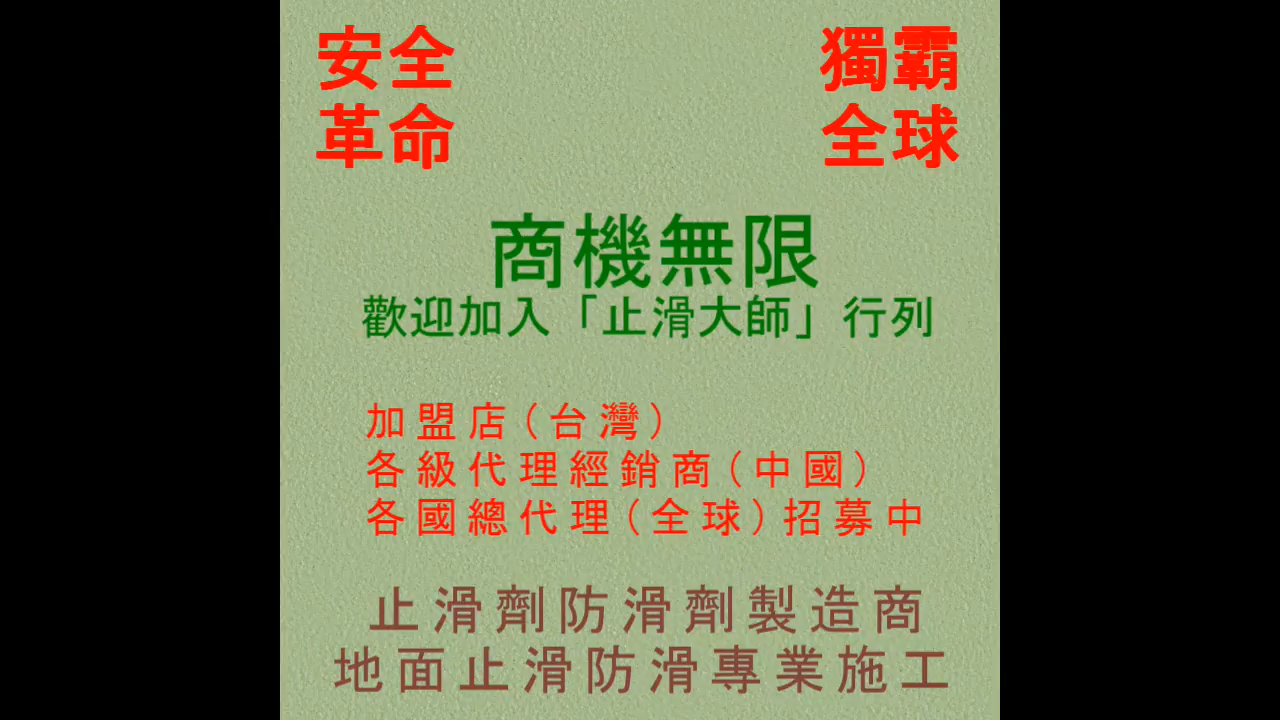 安全
革命
獨霸
全球
商機無限
歡迎加入「止滑大師」行列
加盟店(台灣)
各級代理經銷商(中國)
各國總代理(全球)招募中
止滑劑防滑劑製造商
地面止滑防滑專業施工